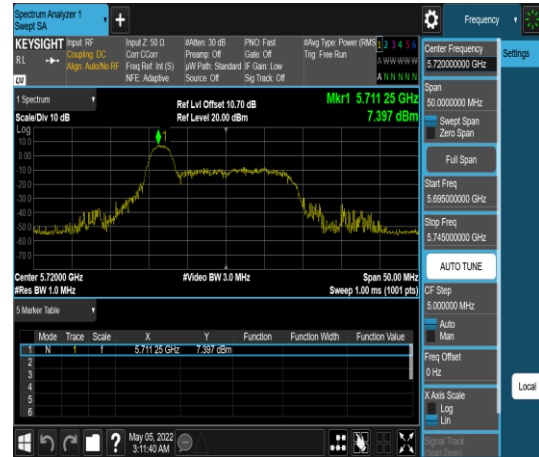 Spectrum Analyzer 1
Swept SA
+
Frequency
KEYSIGHT
RL
LXI
Input: RF
Coupling: DC
Align: Auto/No RF
Input Z: 50 Ω
Corr CCorr
Freq Ref: Int (S)
NFE: Adaptive
#Atten: 30 dB
Preamp: Off
µW Path: Standard
Source: Off
PNO: Fast
Gate: Off
IF Gain: Low
Sig Track: Off
#Avg Type: Power (RMS
Trig: Free Run
1 2 3 4 5 6
A W W W W W
A N N N N N
1 Spectrum
Scale/Div 10 dB
Ref Lvl Offset 10.70 dB
Ref Level 20.00 dBm
Mkr1 5.711 25 GHz
7.397 dBm
Log
1
10.0
0.00
-10.0
-20.0
-30.0
-40.0
-50.0
-60.0
-70.0
Center 5.72000 GHz
#Res BW 1.0 MHz
#Video BW 3.0 MHz
Span 50.00 MHz
Sweep 1.00 ms (1001 pts)
5 Marker Table
Mode Trace Scale X Y Function Function Width Function Value
1 N 1 f 5.711 25 GHz 7.397 dBm
2
3
4
5
6
?
May 05, 2022
3:11:40 AM
Center Frequency
5.720000000 GHz
Span
50.0000000 MHz
Swept Span
Zero Span
Full Span
Start Freq
5.695000000 GHz
Stop Freq
5.745000000 GHz
AUTO TUNE
CF Step
5.000000 MHz
Auto
Man
Freq Offset
0 Hz
X Axis Scale
Log
Lin
Signal Track
(Span Zoom)
Settings
Local